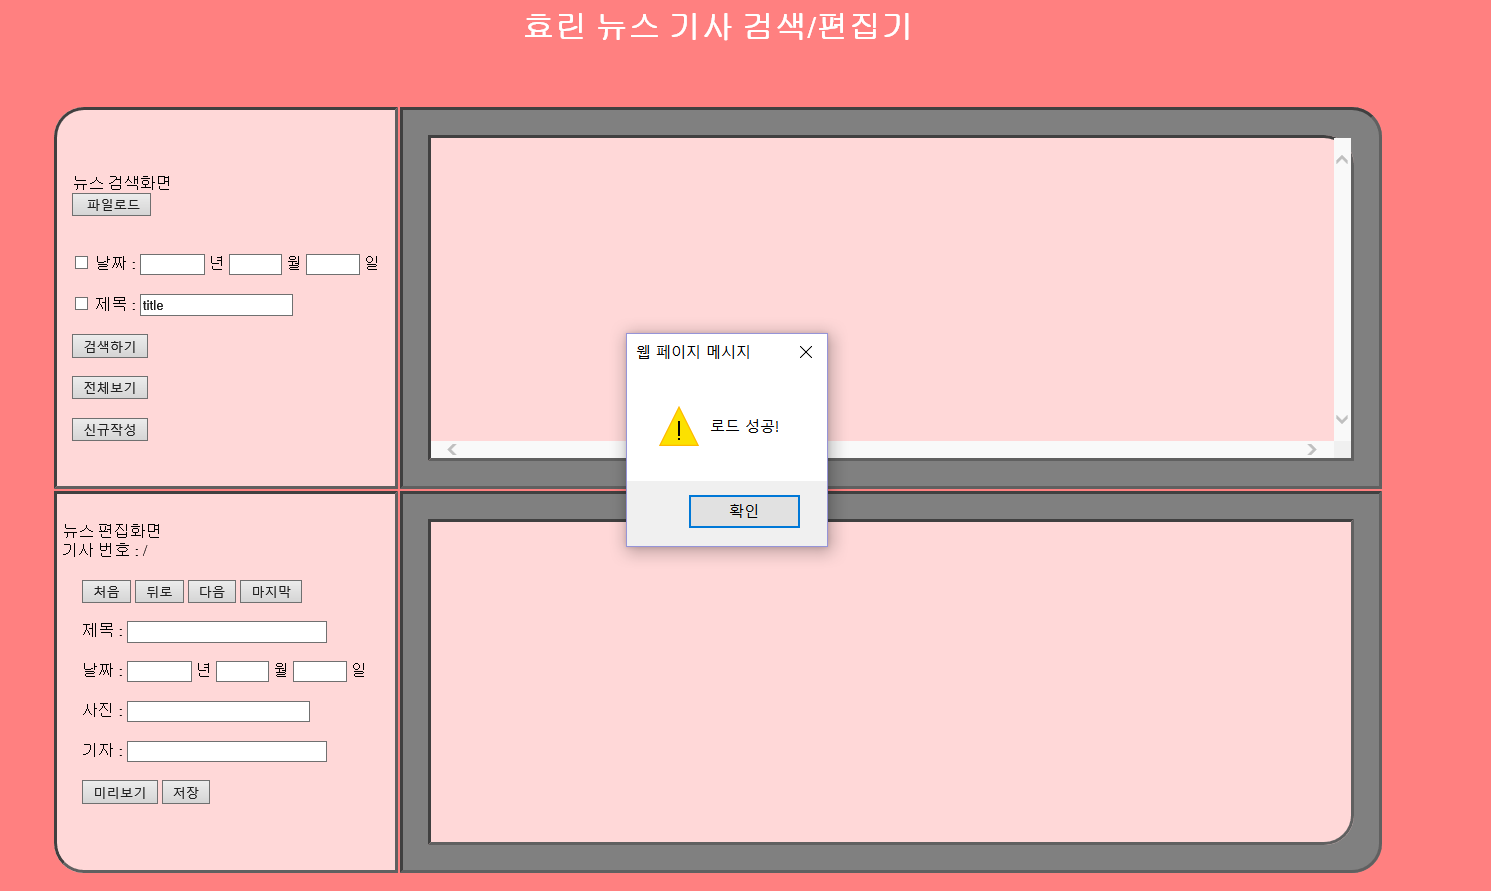 효린 뉴스 기사 검색/편집기
뉴스 검색화면
파일로드
날짜 : 년 월 일
제목 : title
검색하기
전체보기
신규작성
웹 페이지 메시지
로드 성공!
확인
뉴스 편집화면
기사 번호 : /
처음 뒤로 다음 마지막
제목 :
날짜 : 년 월 일
사진 :
기자 :
미리보기 저장